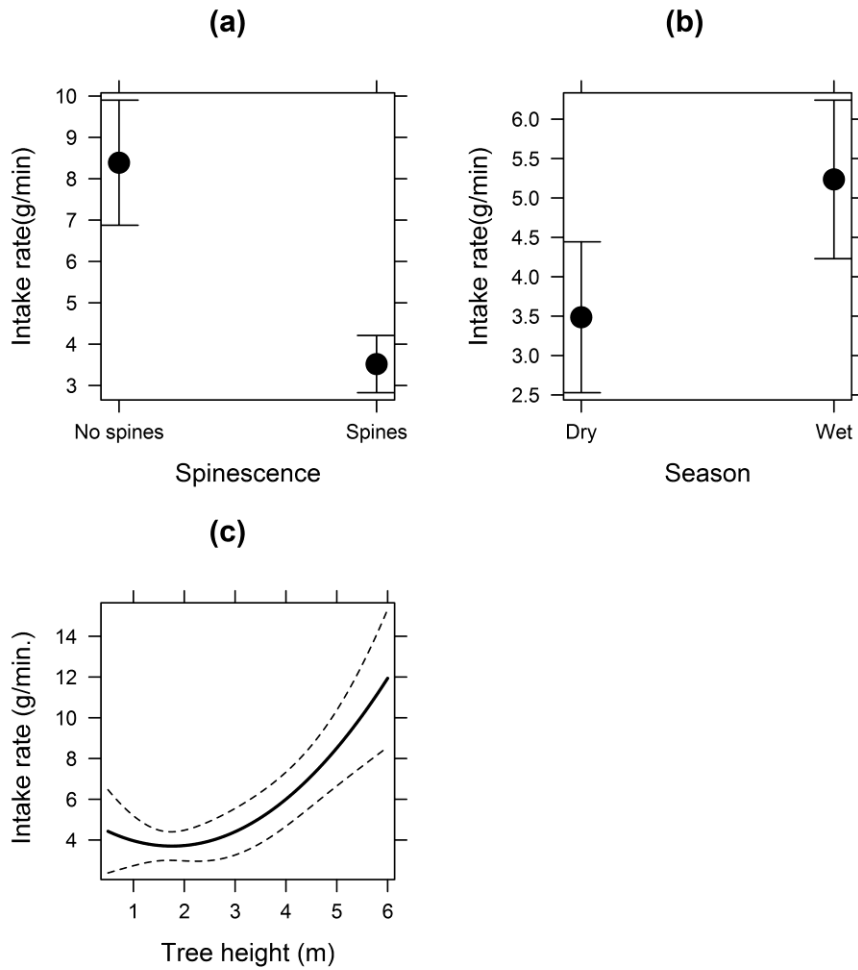 (a)
Intake rate(g/min)
10
9
8
7
6
5
4
3
No spines
Spines
Spinescence
(b)
Intake rate(g/min)
6.0
5.5
5.0
4.5
4.0
3.5
3.0
2.5
Dry
Wet
Season
(c)
Intake rate (g/min.)
14
12
10
8
6
4
1 2 3 4 5 6
Tree height (m)